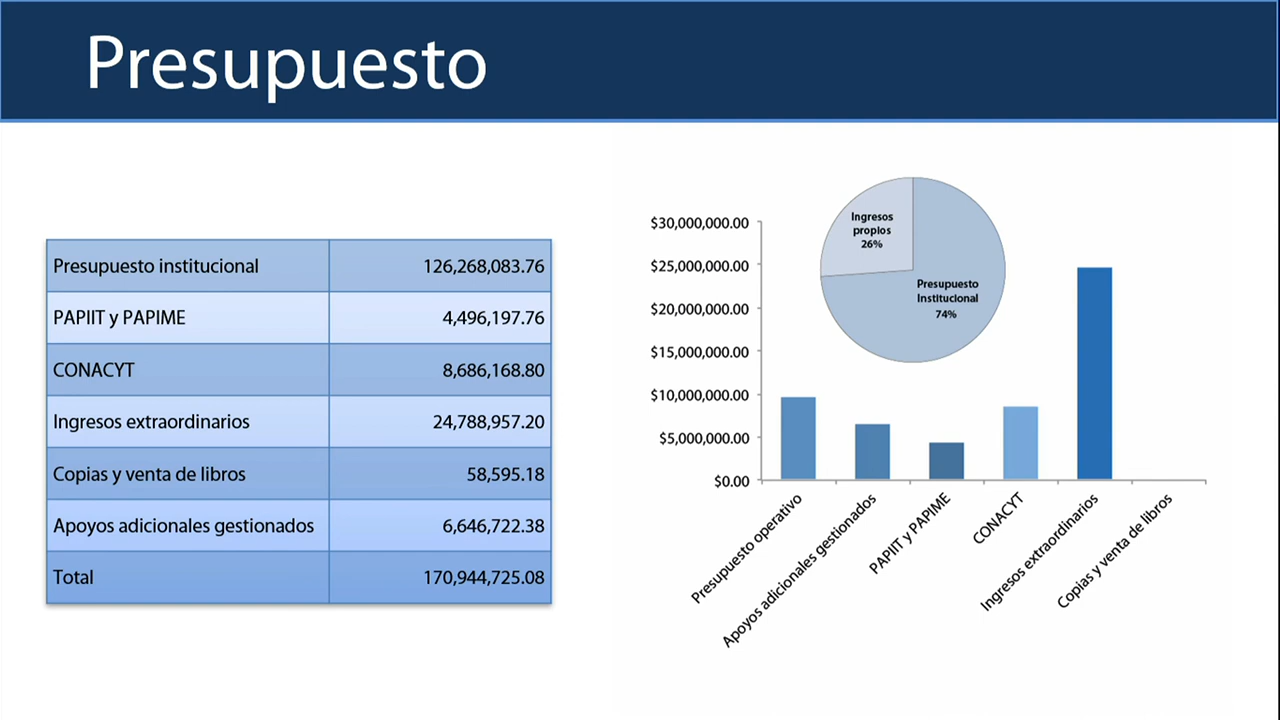 Presupuesto
Presupuesto institucional 126,268,083.76
PAPIIT y PAPIME 4,496,197.76
CONACYT 8,686,168.80
Ingresos extraordinarios 24,788,957.20
Copias y venta de libros 58,595.18
Apoyos adicionales gestionados 6,646,722.38
Total 170,944,725.08
Ingresos
propios
26%
Presupuesto
Institucional
74%
$30,000,000.00
$25,000,000.00
$20,000,000.00
$15,000,000.00
$10,000,000.00
$5,000,000.00
$0.00
Presupuesto operativo
Apoyos adicionales gestionados
PAPIIT y PAPIME
CONACYT
Ingresos extraordinarios
Copias y venta de libros